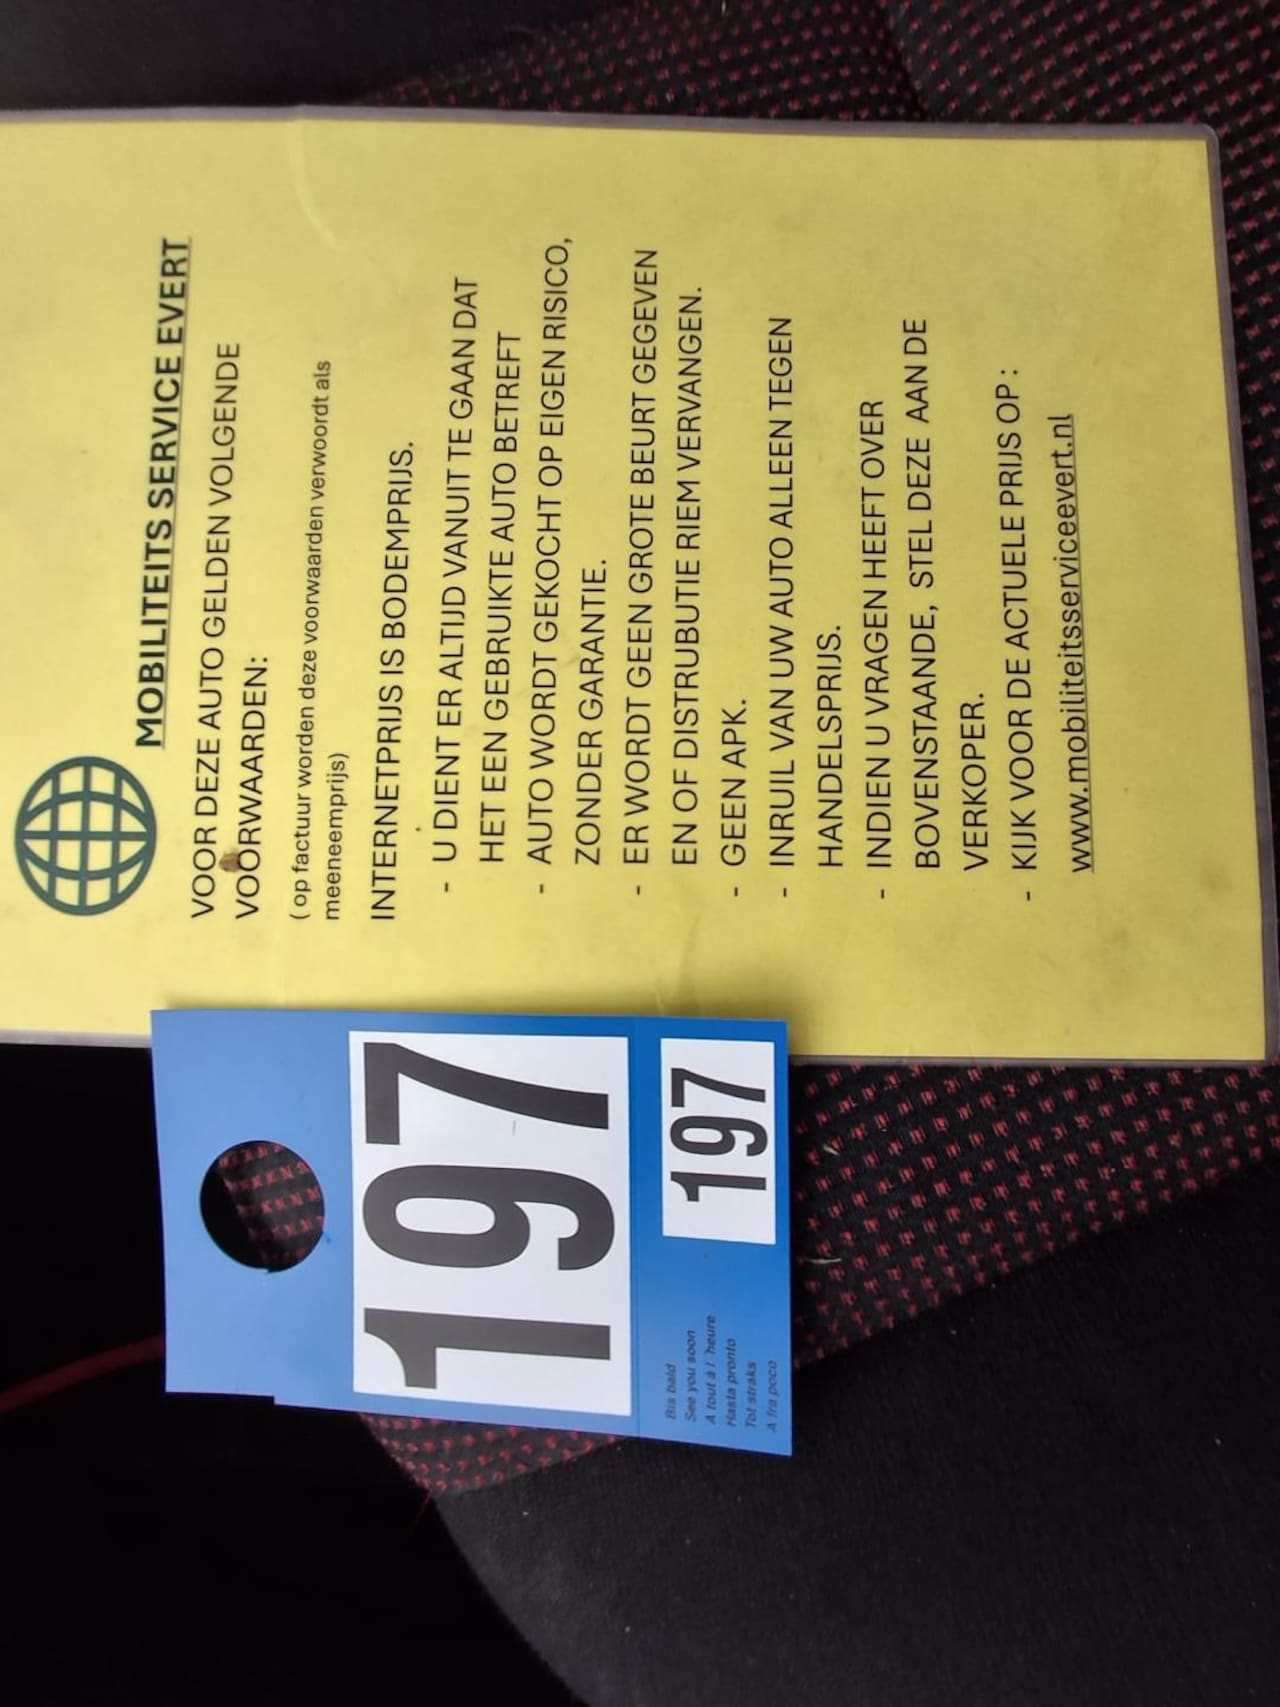 MOBILITEITS SERVICE EVERT
VOOR DEZE AUTO GELDEN VOLGENDE
VOORWAARDEN:
( op factuur worden deze voorwaarden verwoordt als
meeneemprijs)
INTERNETPRIJS IS BODEMPRIJS.
- U DIENT ER ALTIJD VANUIT TE GAAN DAT
HET EEN GEBRUIKTE AUTO BETREFT
- AUTO WORDT GEKOCHT OP EIGEN RISICO,
ZONDER GARANTIE.
- ER WORDT GEEN GROTE BEURT GEGEVEN
EN OF DISTRUBUTIE RIEM VERVANGEN.
- GEEN APK.
- INRUIL VAN UW AUTO ALLEEN TEGEN
HANDELSPRIJS.
- INDIEN U VRAGEN HEEFT OVER
BOVENSTAANDE, STEL DEZE AAN DE
VERKOPER.
- KIJK VOOR DE ACTUELE PRIJS OP :
www.mobiliteitsserviceevert.nl
197
197
Bis bald
See you soon
A tout à l 'heure
Hasta pronto
Tot straks
A fra poco